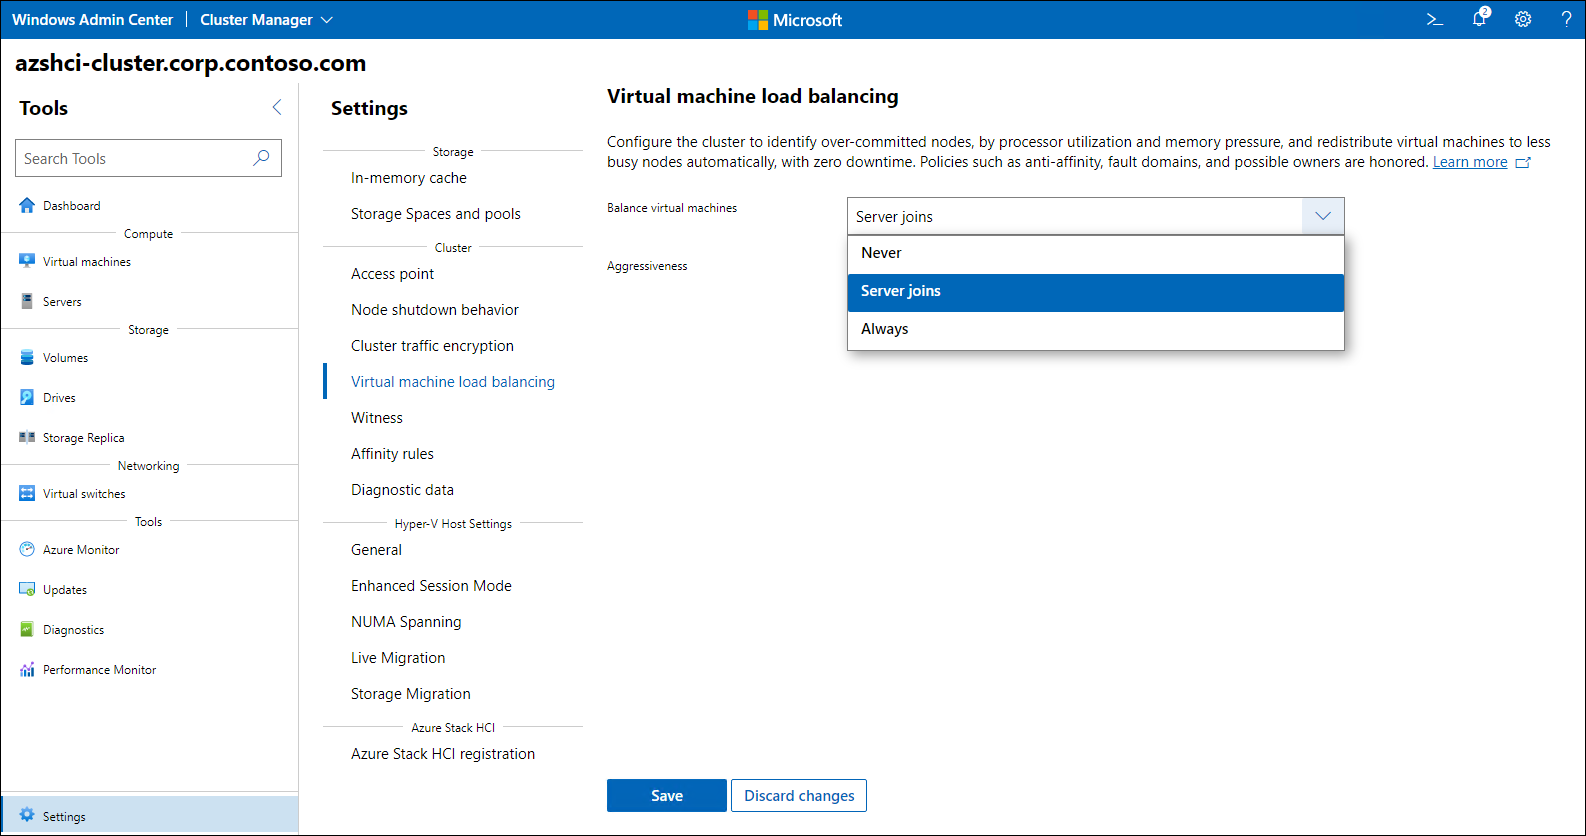 Windows Admin Center | Cluster Manager
Microsoft
2
?
azshci-cluster.corp.contoso.com
Tools
Search Tools
Dashboard
Compute
Virtual machines
Servers
Storage
Volumes
Drives
Storage Replica
Networking
Virtual switches
Tools
Azure Monitor
Updates
Diagnostics
Performance Monitor
Settings
Settings
Storage
In-memory cache
Storage Spaces and pools
Cluster
Access point
Node shutdown behavior
Cluster traffic encryption
Virtual machine load balancing
Witness
Affinity rules
Diagnostic data
Hyper-V Host Settings
General
Enhanced Session Mode
NUMA Spanning
Live Migration
Storage Migration
Azure Stack HCI
Azure Stack HCI registration
Virtual machine load balancing
Configure the cluster to identify over-committed nodes, by processor utilization and memory pressure, and redistribute virtual machines to less
busy nodes automatically, with zero downtime. Policies such as anti-affinity, fault domains, and possible owners are honored. Learn more
Balance virtual machines
Server joins
Never
Server joins
Always
Aggressiveness
Save
Discard changes